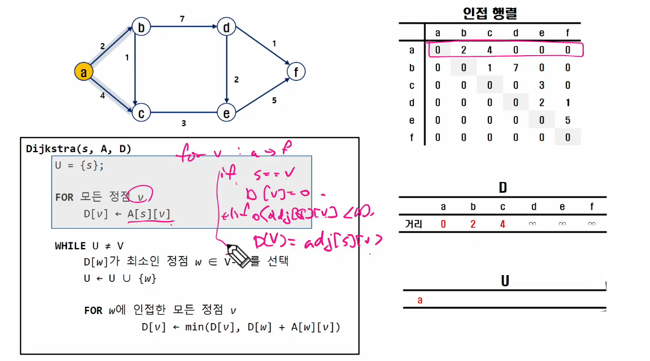 인접 행렬
a b c d e f
a 0 2 4 0 0 0
b 0 0 1 7 0 0
c 0 0 0 0 3 0
d 0 0 0 0 2 1
e 0 0 0 0 0 5
f 0 0 0 0 0 0
b 7 d
2 1 2 1
a f
4 5
c 3 e
Dijkstra(s, A, D)
U = {s};
FOR 모든 정점 v
D[v] ← A[s][v]
WHILE U ≠ V
D[w]가 최소인 정점 w ∈ V-를 선택
U ← U ∪ {w}
FOR w에 인접한 모든 정점 v
D[v] ← min(D[v], D[w] + A[w][v])
for v : a → f
if s == v
D[v] = 0
adj[s][v]
D[v] = adj[s][v]
D
a b c d e f
거리 0 2 4 ∞ ∞ ∞
U
a